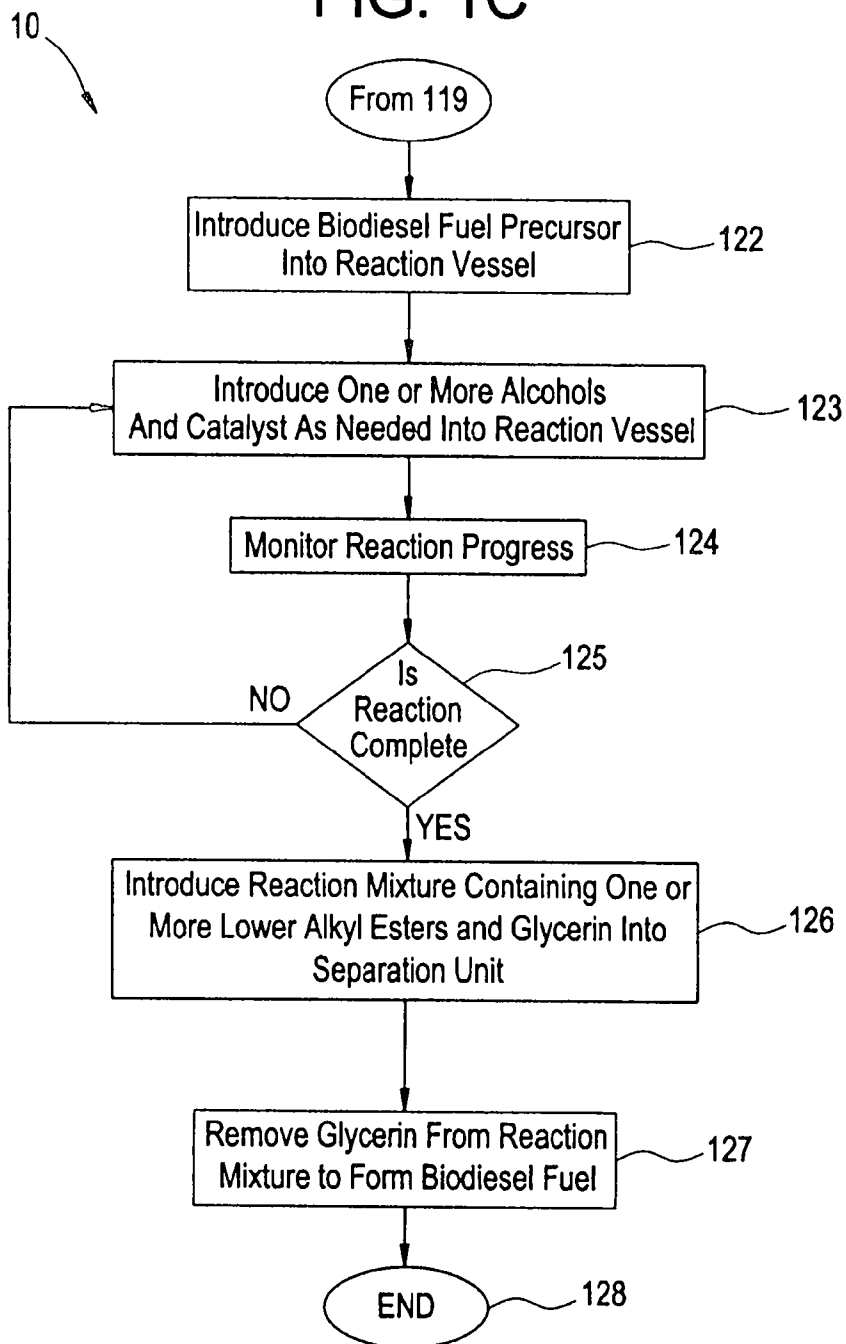 FIG. 1C
10
From 119
Introduce Biodiesel Fuel Precursor
Into Reaction Vessel
122
Introduce One or More Alcohols
And Catalyst As Needed Into Reaction Vessel
123
Monitor Reaction Progress
124
Is
Reaction
Complete
125
NO
YES
Introduce Reaction Mixture Containing One or
More Lower Alkyl Esters and Glycerin Into
Separation Unit
126
Remove Glycerin From Reaction
Mixture to Form Biodiesel Fuel
127
END
128